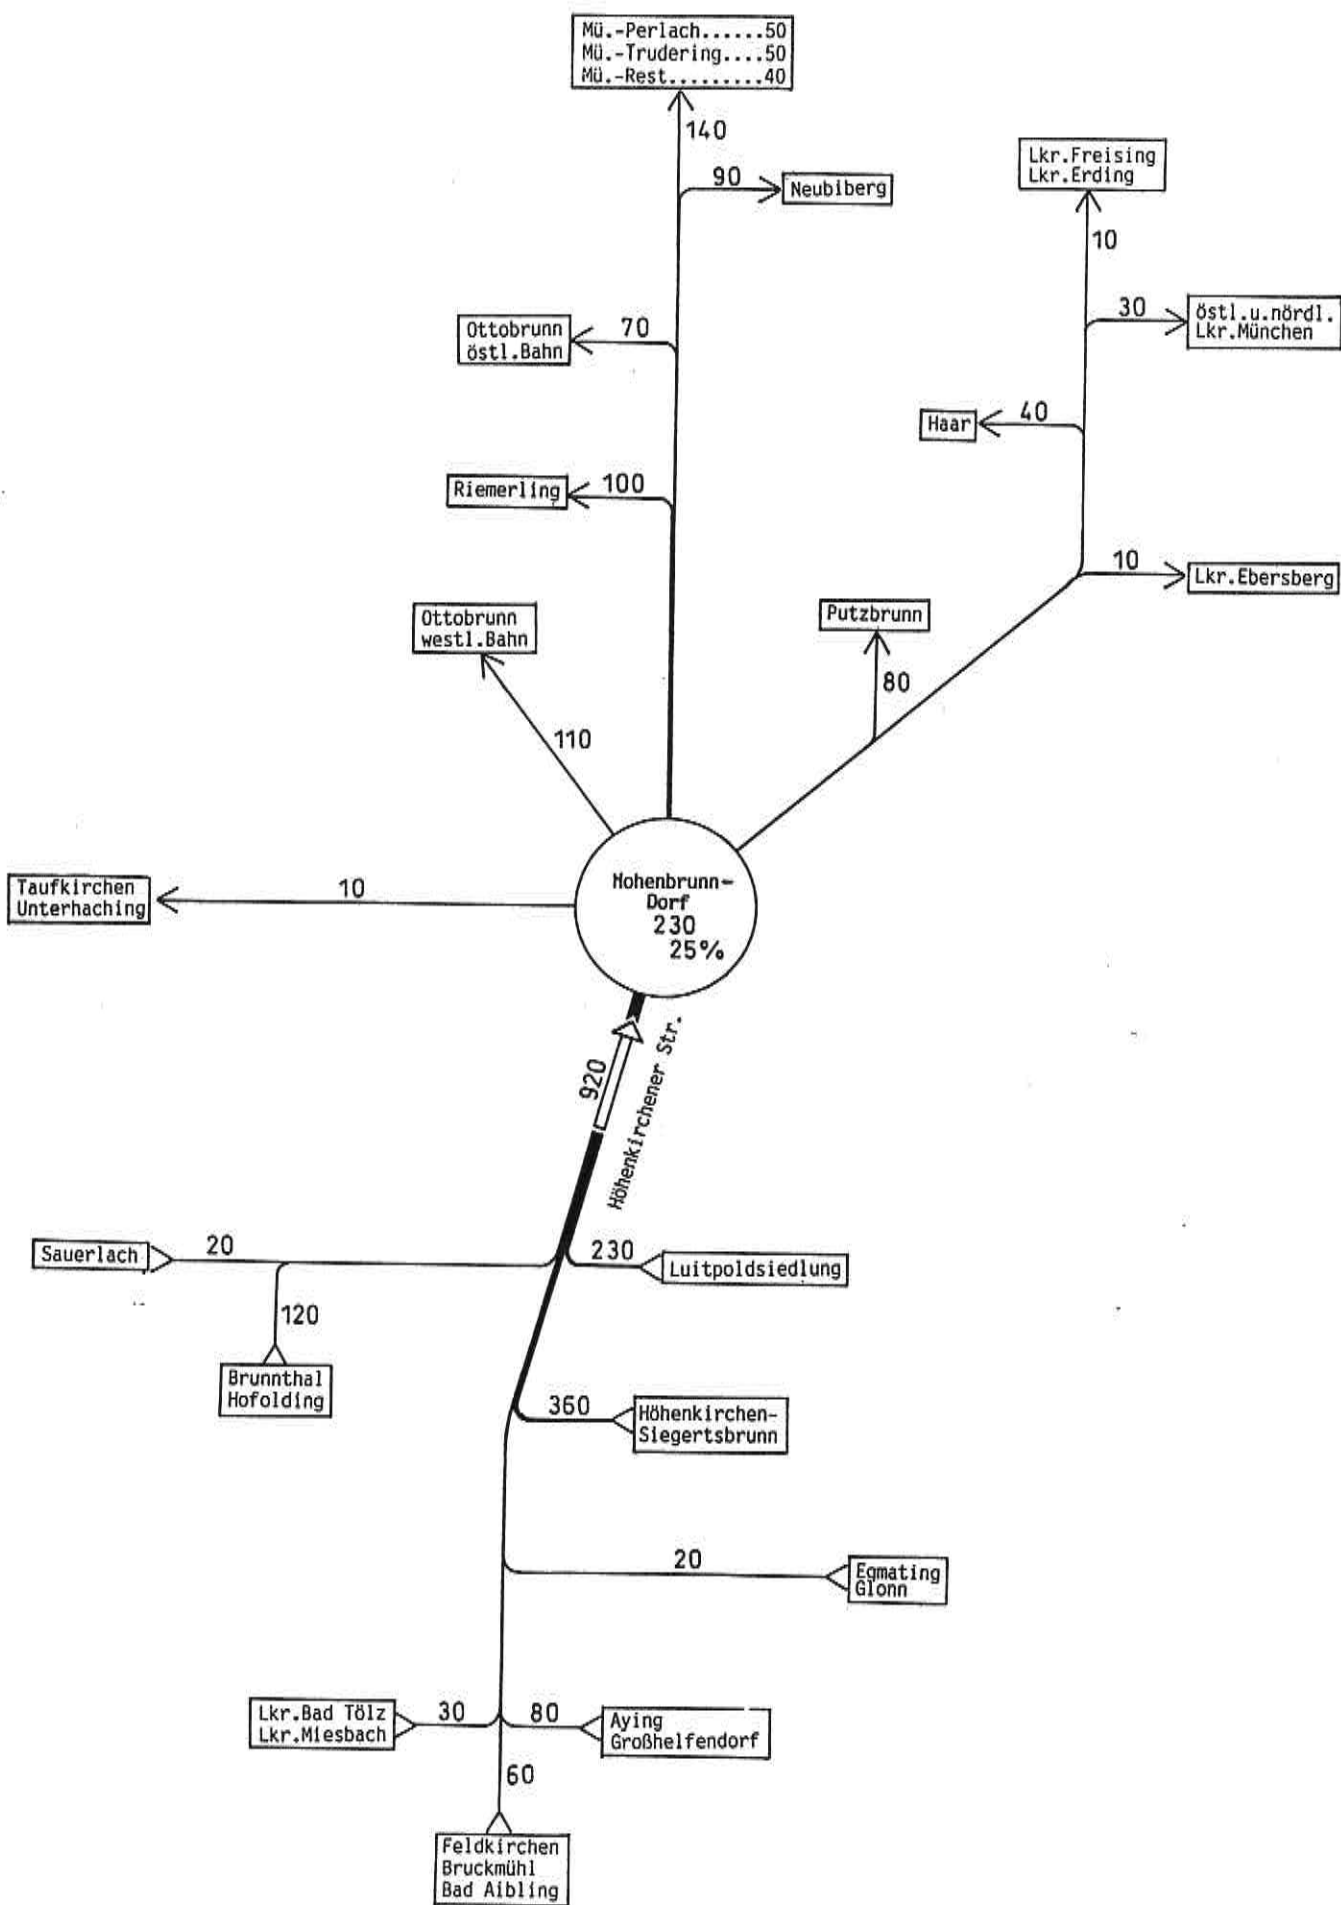 Mü.-Perlach......50
Mü.-Trudering....50
Mü.-Rest.........40
140
90
Neubiberg
Lkr.Freising
Lkr.Erding
10
30
östl.u.nördl.
Lkr.München
Ottobrunn
östl.Bahn
70
Haar
40
Riemerling
100
10
Lkr.Ebersberg
Ottobrunn
westl.Bahn
110
Putzbrunn
80
Taufkirchen
Unterhaching
10
Hohenbrunn-
Dorf
230
25%
920
Höhenkirchener Str.
Sauerlach
20
230
Luitpoldsiedlung
120
Brunnthal
Hofolding
360
Höhenkirchen-
Siegertsbrunn
20
Egmating
Glonn
Lkr.Bad Tölz
Lkr.Miesbach
30
80
Aying
Großhelfendorf
60
Feldkirchen
Bruckmühl
Bad Aibling